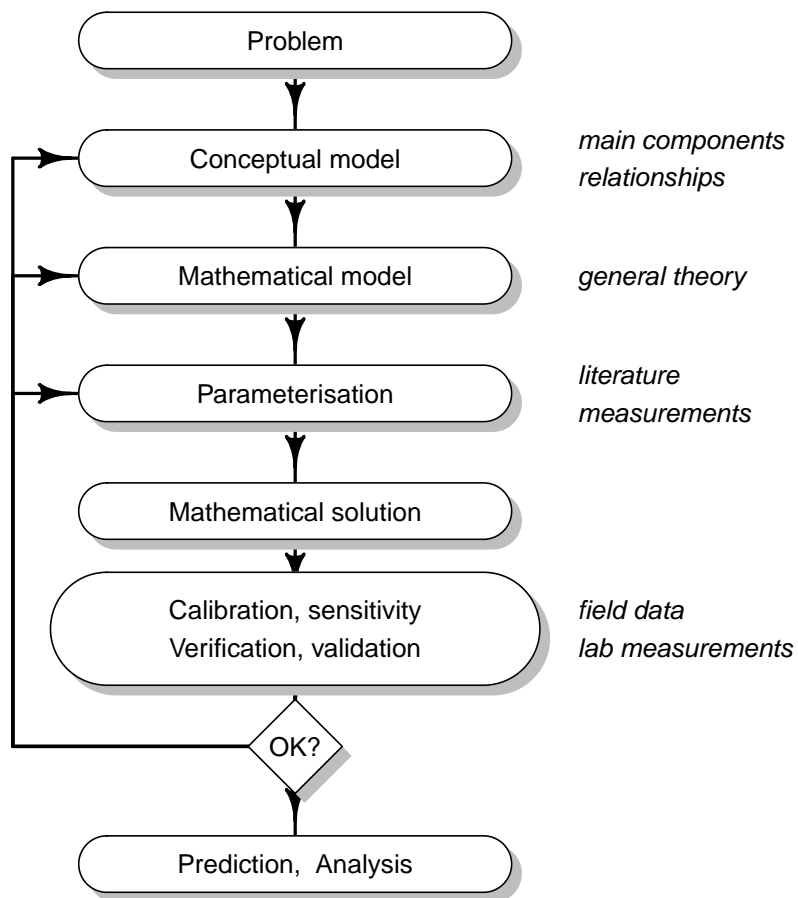 Problem
Conceptual model
main components
relationships
Mathematical model
general theory
Parameterisation
literature
measurements
Mathematical solution
Calibration, sensitivity
Verification, validation
field data
lab measurements
OK?
Prediction, Analysis